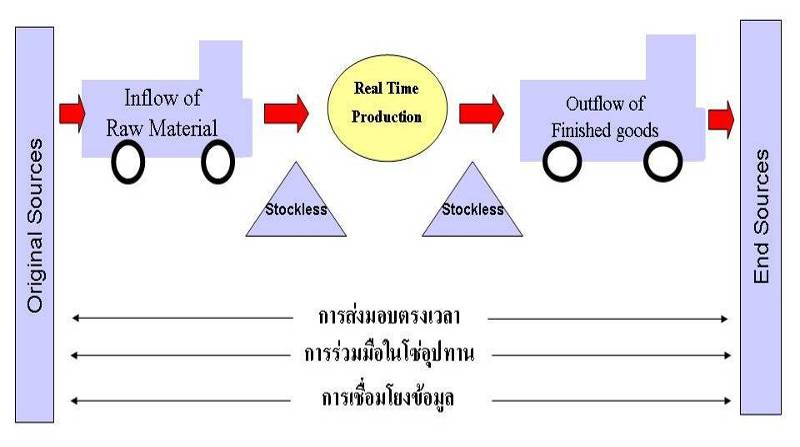 Original Sources
Inflow of
Raw Material
Real Time
Production
Outflow of
Finished goods
End Sources
Stockless
Stockless
การส่งมอบตรงเวลา
การร่วมมือในโซ่อุปทาน
การเชื่อมโยงข้อมูล